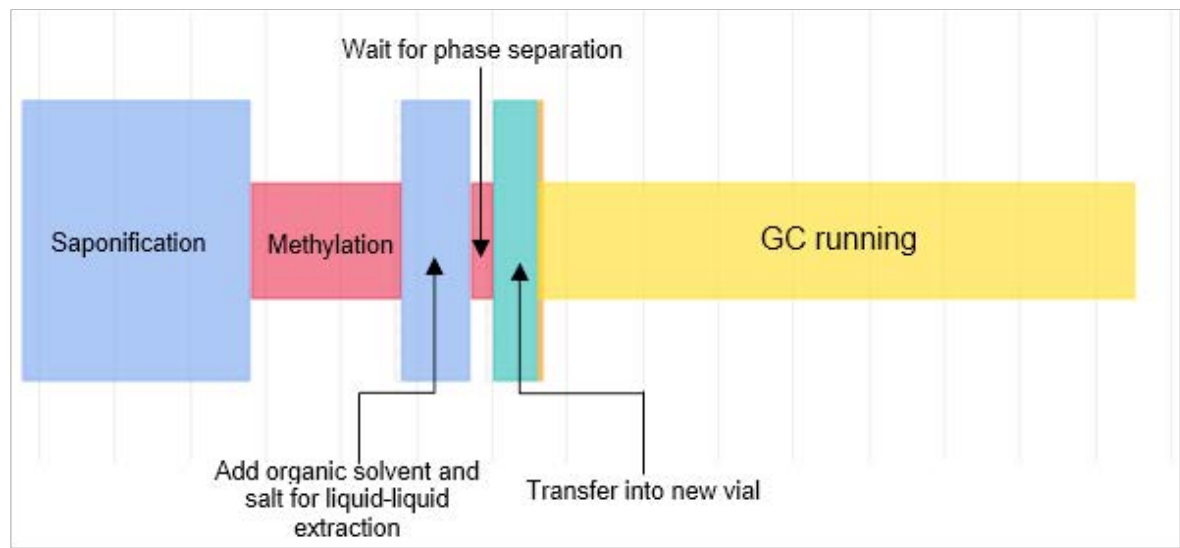 Wait for phase separation
Saponification
Methylation
GC running
Add organic solvent and
salt for liquid-liquid
extraction
Transfer into new vial